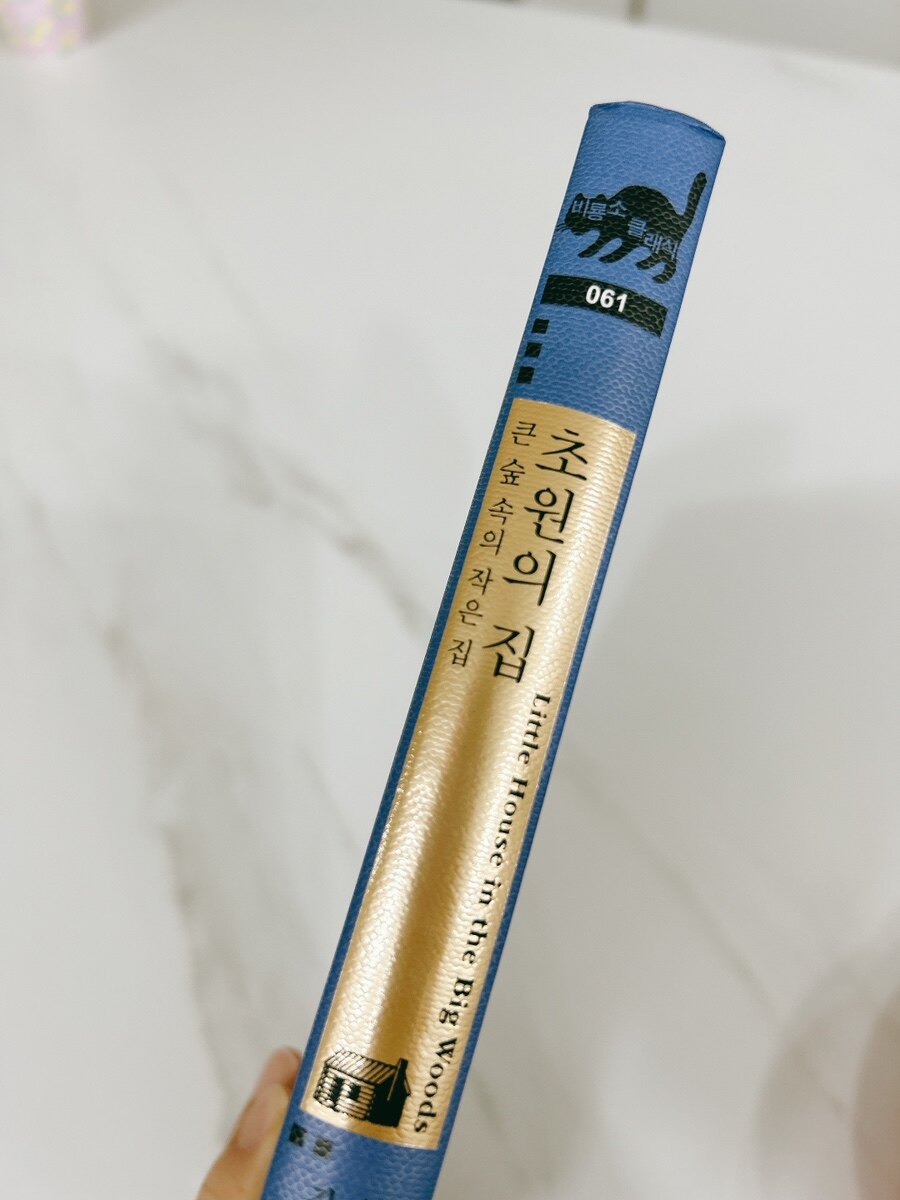 비룡소 클래식
061
초원의 집
큰 숲 속의 작은 집
Little House in the Big Woods